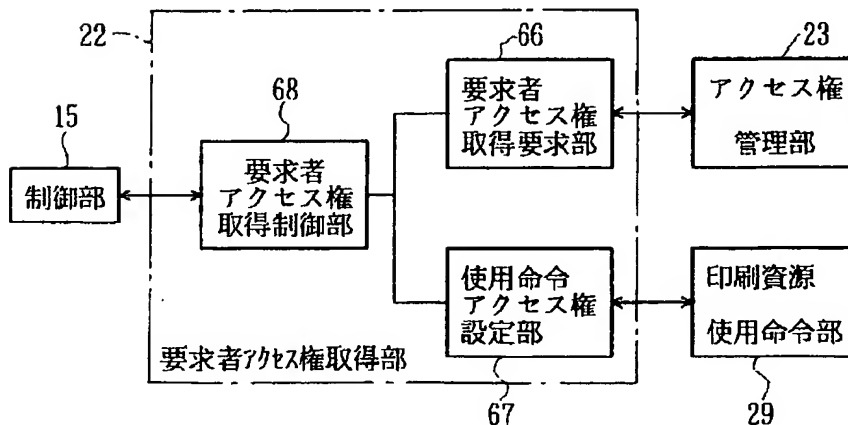 22
66
23
要求者
アクセス権
取得要求部
アクセス権
管理部
68
15
要求者
アクセス権
取得制御部
制御部
使用命令
アクセス権
設定部
印刷資源
使用命令部
要求者アクセス権取得部
67
29